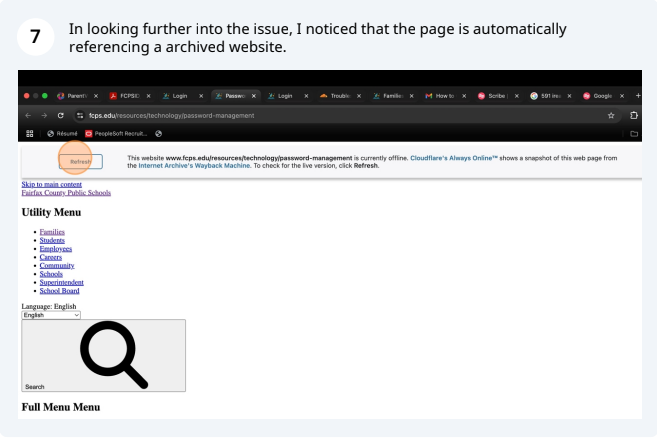 7
In looking further into the issue, I noticed that the page is automatically
referencing a archived website.
ParentV FCPSID Login Passwo Login Troubl Families How to Scribe 591 Google
fcps.edu/resources/technology/password-management
Résumé PeopleSoft Recruit...
Refresh
This website www.fcps.edu/resources/technology/password-management is currently offline. Cloudflare's Always Online™ shows a snapshot of this web page from
the Internet Archive's Wayback Machine. To check for the live version, click Refresh.
Skip to main content
Fairfax County Public Schools
Utility Menu
Families
Students
Employees
Careers
Community
Schools
Superintendent
School Board
Language: English
English
Search
Full Menu Menu